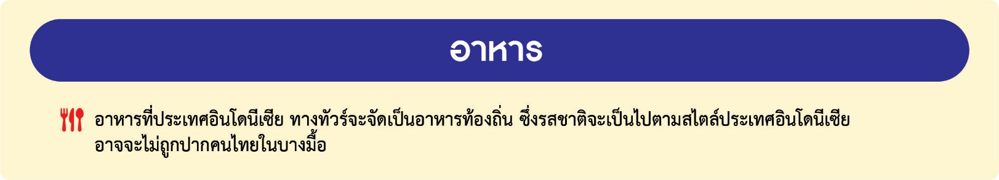 อาหาร
อาหารที่ประเทศอินโดนีเซีย ทางทัวร์จะจัดเป็นอาหารท้องถิ่น ซึ่งรสชาติจะเป็นไปตามสไตล์ประเทศอินโดนีเซีย
อาจจะไม่ถูกปากคนไทยในบางมื้อ